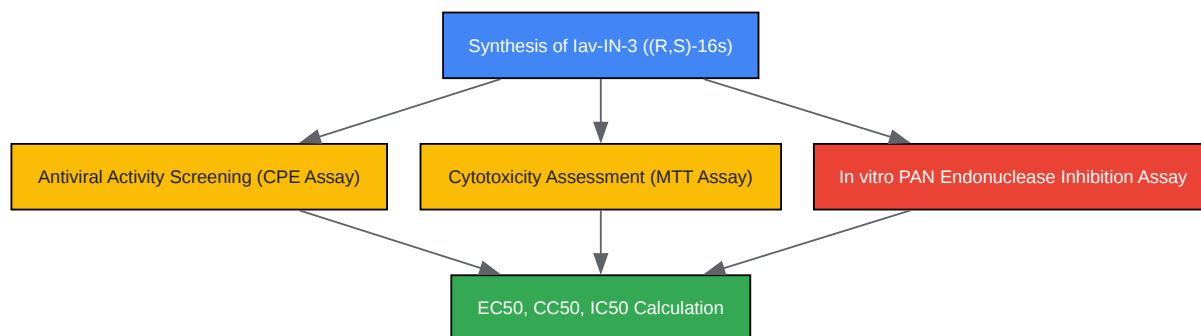 Synthesis of Iav-IN-3 ((R,S)-16s)
Antiviral Activity Screening (CPE Assay)
Cytotoxicity Assessment (MTT Assay)
In vitro PAN Endonuclease Inhibition Assay
EC50, CC50, IC50 Calculation